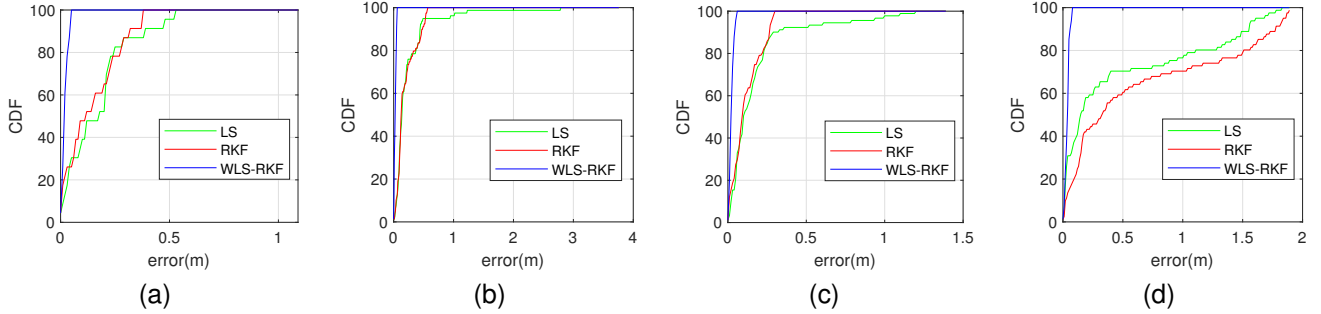 100
80
60
40
20
0
CDF
LS
RKF
WLS-RKF
0
0.5
1
error(m)
(a)
100
80
60
40
20
0
CDF
LS
RKF
WLS-RKF
0
1
2
3
4
error(m)
(b)
100
80
60
40
20
0
CDF
LS
RKF
WLS-RKF
0
0.5
1
1.5
error(m)
(c)
100
80
60
40
20
0
CDF
LS
RKF
WLS-RKF
0
0.5
1
1.5
2
error(m)
(d)